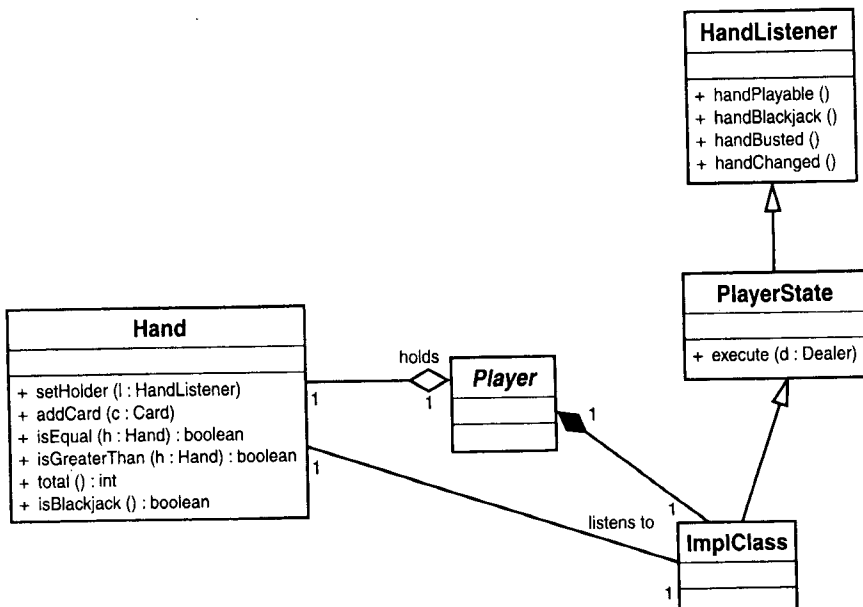 HandListener
+ handPlayable ()
+ handBlackjack ()
+ handBusted ()
+ handChanged ()
PlayerState
+ execute (d : Dealer)
Hand
+ setHolder (l : HandListener)
+ addCard (c : Card)
+ isEqual (h : Hand) : boolean
+ isGreaterThan (h : Hand) : boolean
+ total () : int
+ isBlackjack () : boolean
holds
1
1
Player
1
1
listens to
1
1
ImplClass